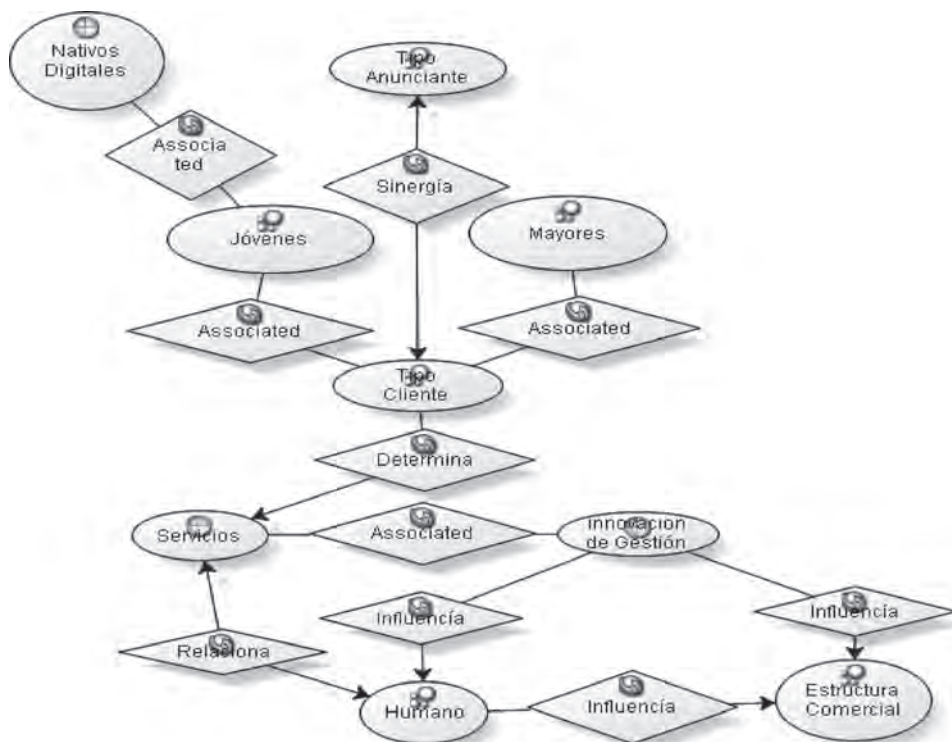 Nativos
Digitales
Tipo
Anunciante
Associa
ted
Sinergía
Jóvenes
Mayores
Associated
Associated
Tipo
Cliente
Determina
Servicios
Associated
Innovacion
de Gestión
Influencía
Influencía
Relaciona
Humano
Influencía
Estructura
Comercial